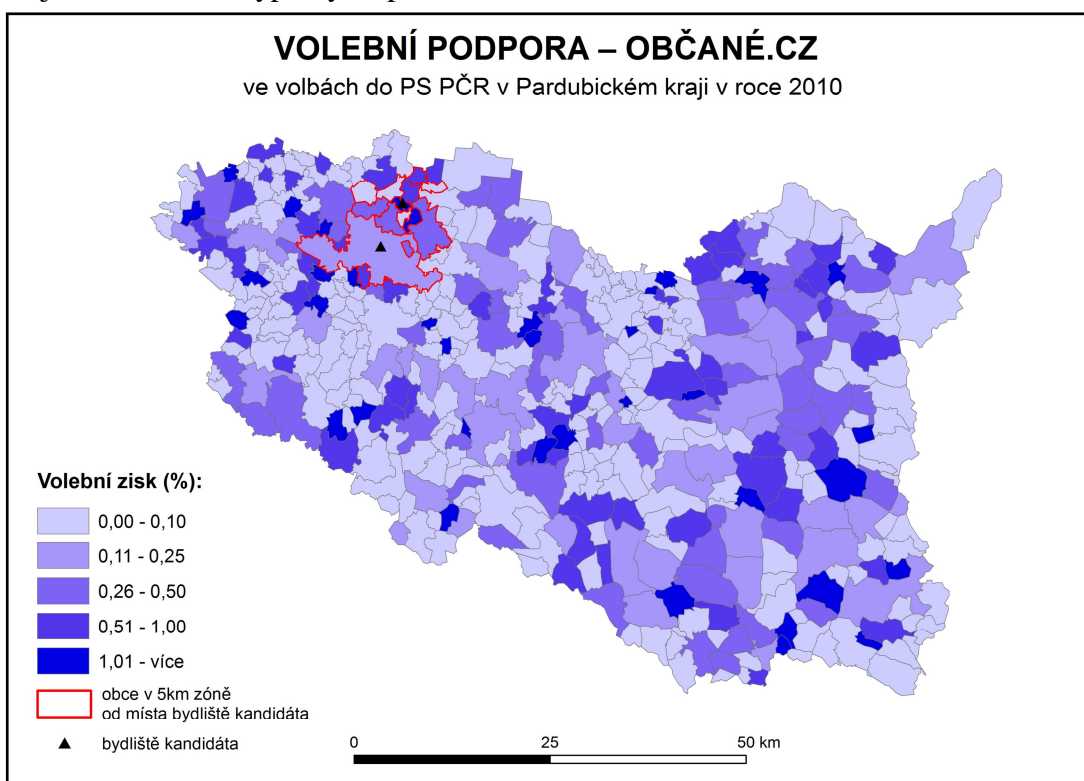 VOLEBNÍ PODPORA – OBČANÉ.CZ
ve volbách do PS PČR v Pardubickém kraji v roce 2010
Volební zisk (%):
0,00 - 0,10
0,11 - 0,25
0,26 - 0,50
0,51 - 1,00
1,01 - více
obce v 5km zóně
od místa bydliště kandidáta
bydliště kandidáta
0 25 50 km